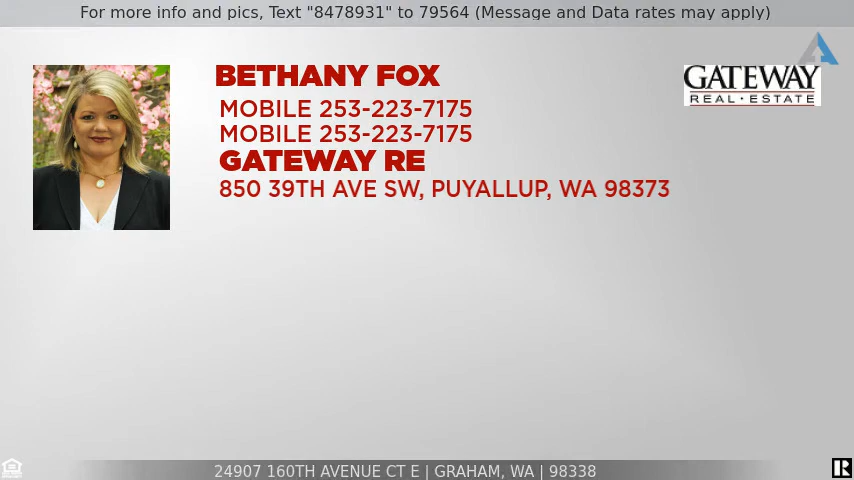 For more info and pics, Text "8478931" to 79564 (Message and Data rates may apply)
BETHANY FOX
MOBILE 253-223-7175
MOBILE 253-223-7175
GATEWAY RE
850 39TH AVE SW, PUYALLUP, WA 98373
GATEWAY
REAL·ESTATE
24907 160TH AVENUE CT E | GRAHAM, WA | 98338